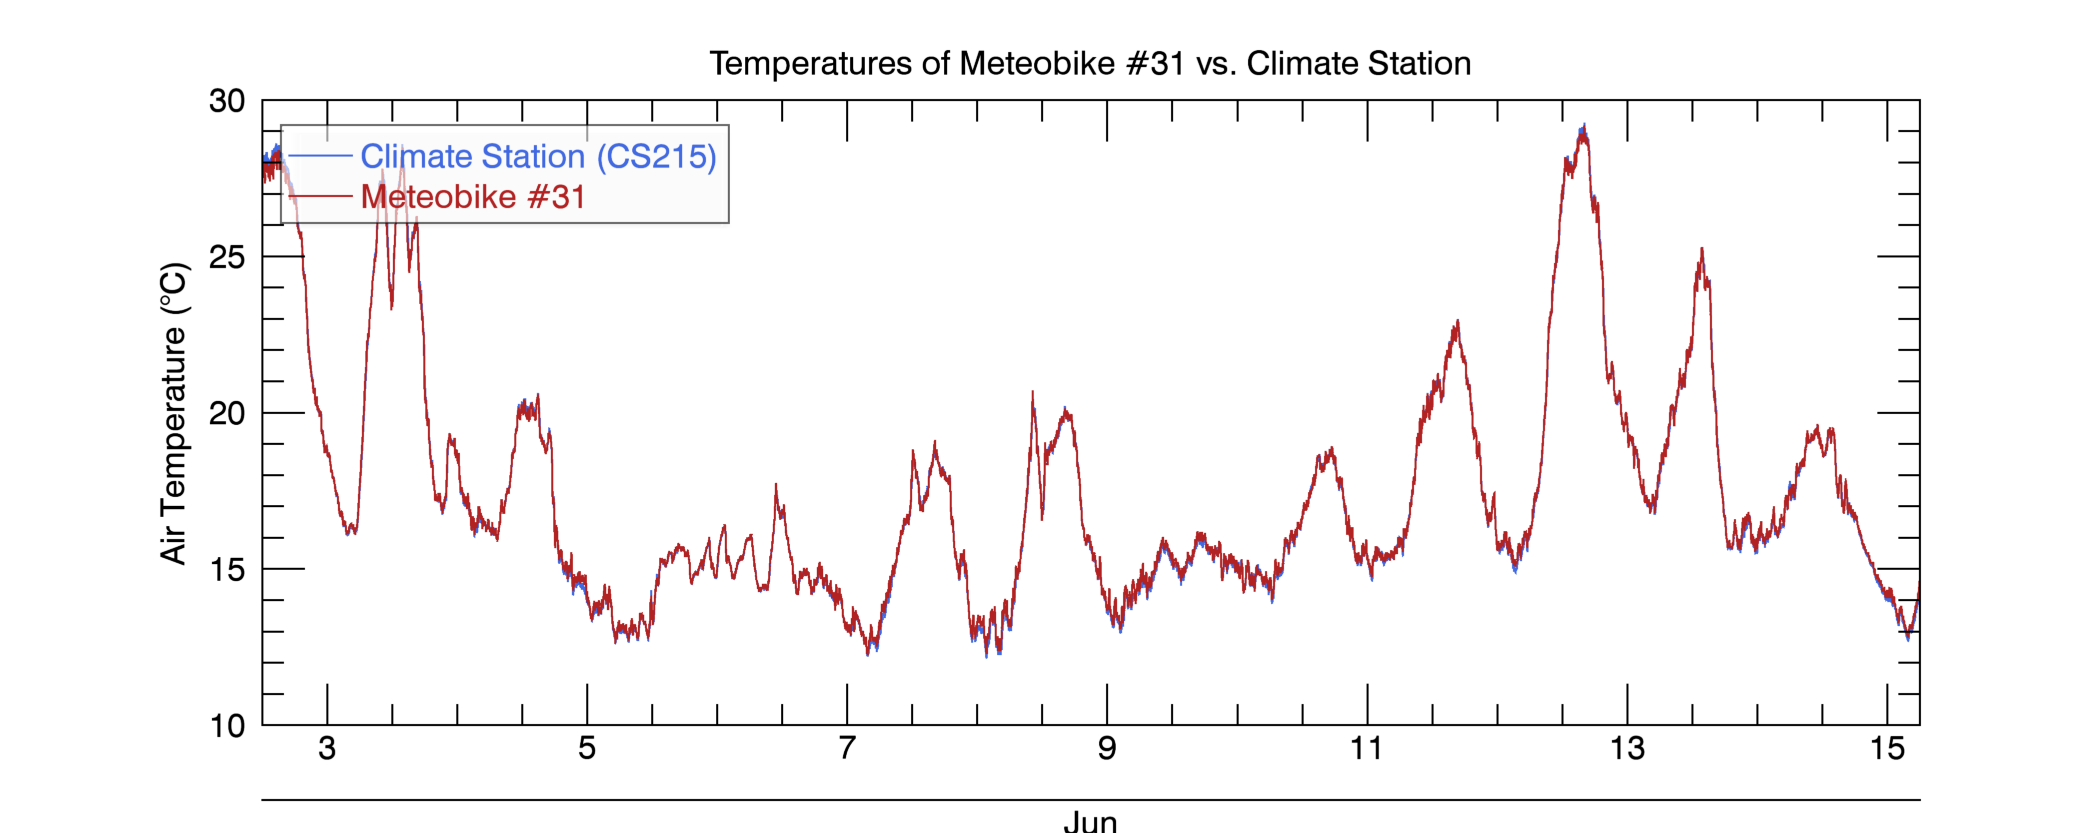 Temperatures of Meteobike #31 vs. Climate Station
30
Climate Station (CS215)
Meteobike #31
25
20
15
10
Air Temperature (°C)
3 5 7 9 11 13 15
Jun